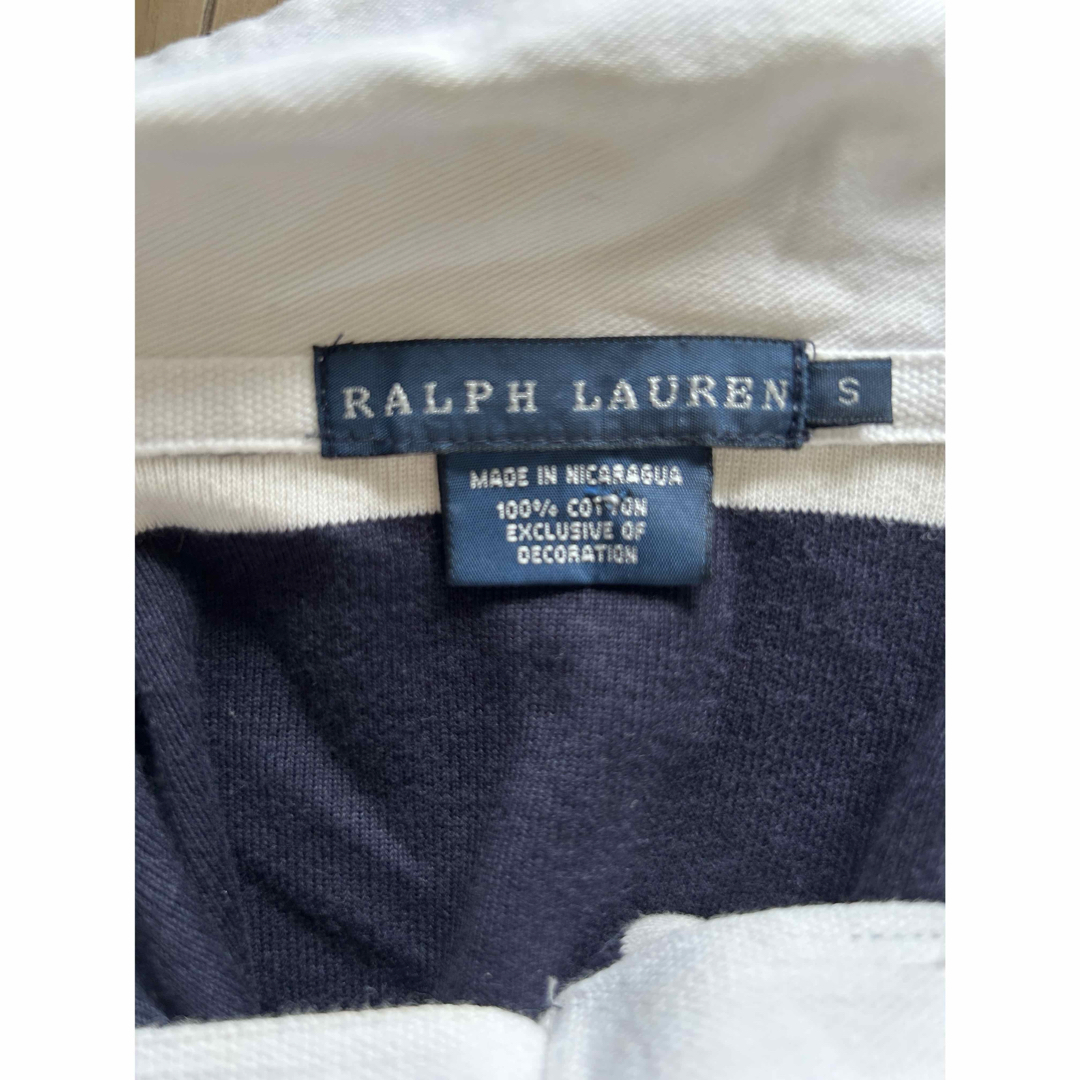 RALPH LAUREN S
MADE IN NICARAGUA
100% COTTON
EXCLUSIVE OF
DECORATION